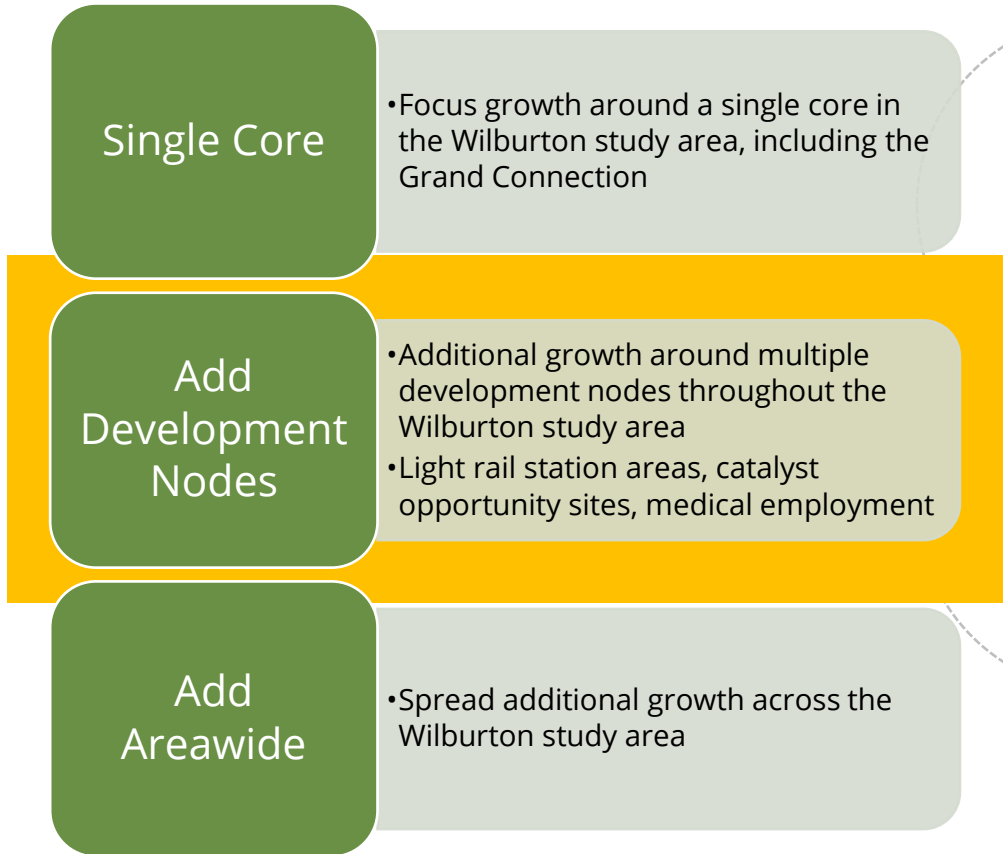 Single Core
•Focus growth around a single core in
the Wilburton study area, including the
Grand Connection
Add
Development
Nodes
•Additional growth around multiple
development nodes throughout the
Wilburton study area
•Light rail station areas, catalyst
opportunity sites, medical employment
Add
Areawide
•Spread additional growth across the
Wilburton study area